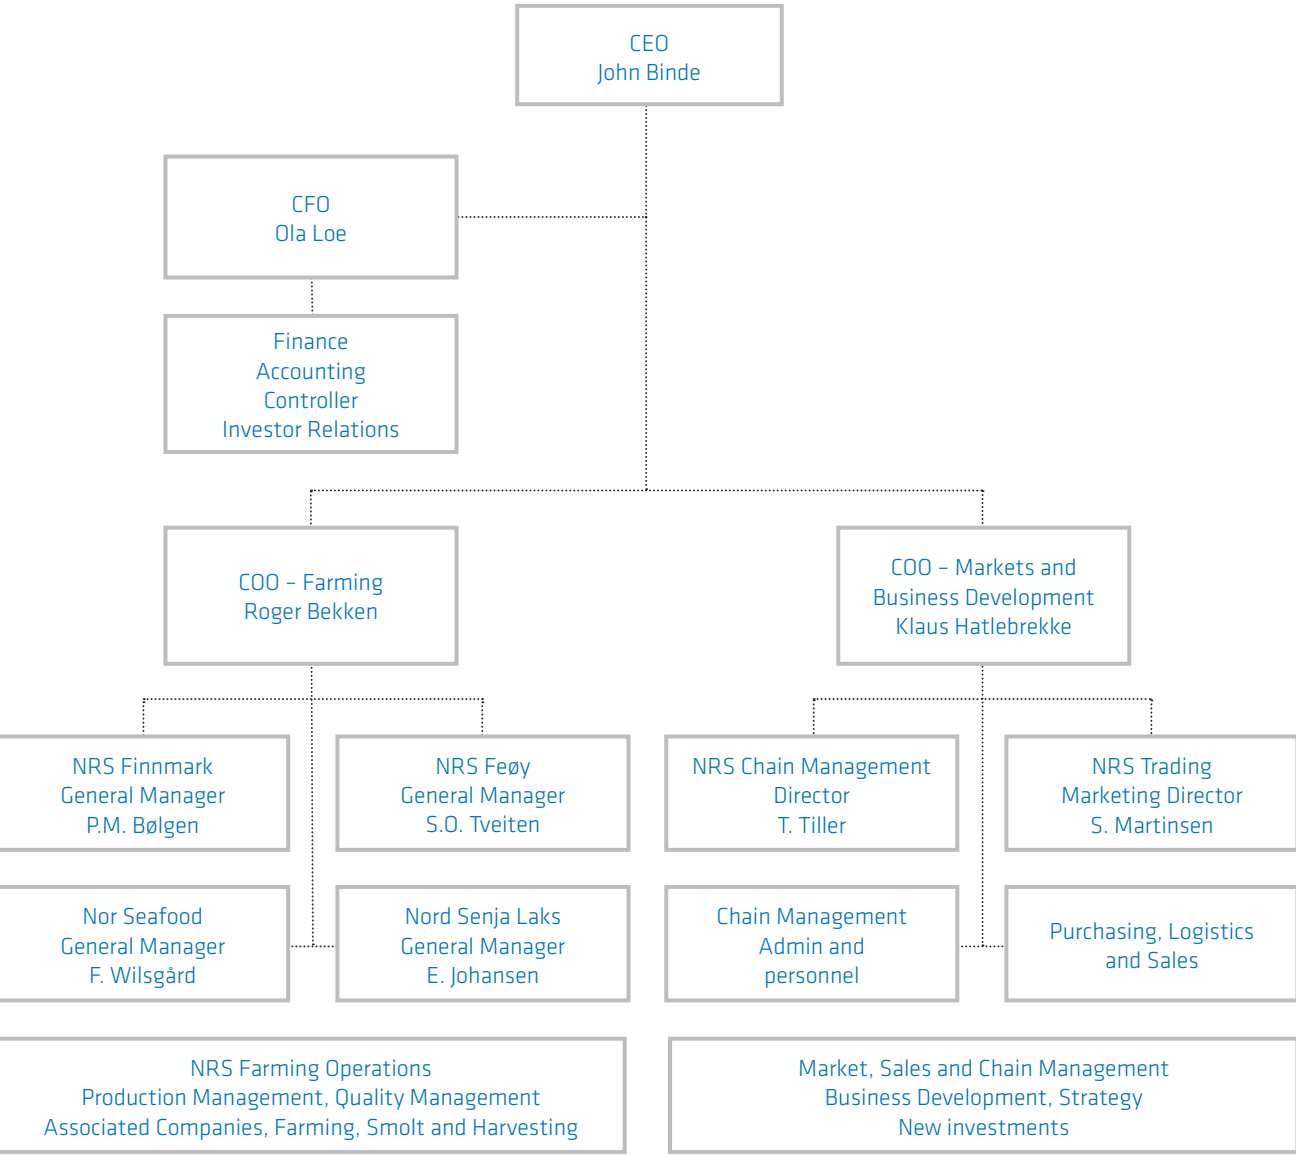 CEO
John Binde
CFO
Ola Loe
Finance
Accounting
Controller
Investor Relations
COO – Farming
Roger Bekken
COO – Markets and
Business Development
Klaus Hatlebrekke
NRS Finnmark
General Manager
P.M. Bølgen
NRS Feøy
General Manager
S.O. Tveiten
NRS Chain Management
Director
T. Tiller
NRS Trading
Marketing Director
S. Martinsen
Nor Seafood
General Manager
F. Wilsgård
Nord Senja Laks
General Manager
E. Johansen
Chain Management
Admin and
personnel
Purchasing, Logistics
and Sales
NRS Farming Operations
Production Management, Quality Management
Associated Companies, Farming, Smolt and Harvesting
Market, Sales and Chain Management
Business Development, Strategy
New investments